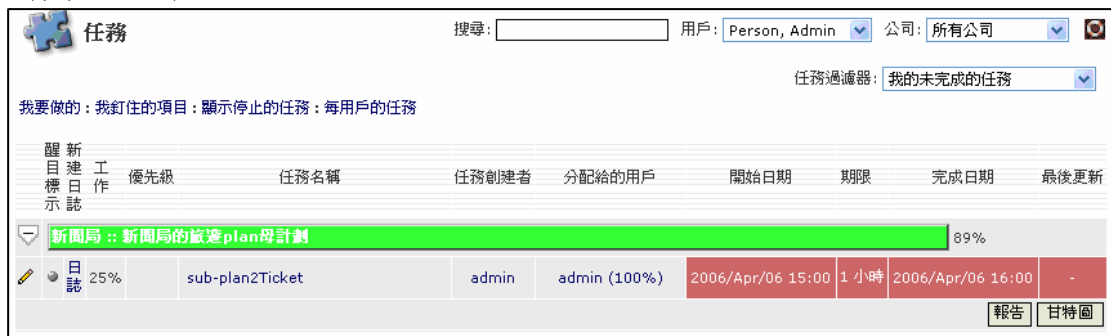 任務
搜尋:
用戶: Person, Admin
公司: 所有公司
任務過濾器: 我的未完成的任務
我要做的 : 我釘住的項目 : 顯示停止的任務 : 每用戶的任務
醒目標示
新建日誌
工作
優先級
任務名稱
任務創建者
分配給的用戶
開始日期
期限
完成日期
最後更新
新聞局 :: 新聞局的旅遊plan母計劃
89%
日誌
25%
sub-plan2Ticket
admin
admin (100%)
2006/Apr/06 15:00
1 小時
2006/Apr/06 16:00
-
報告
甘特圖